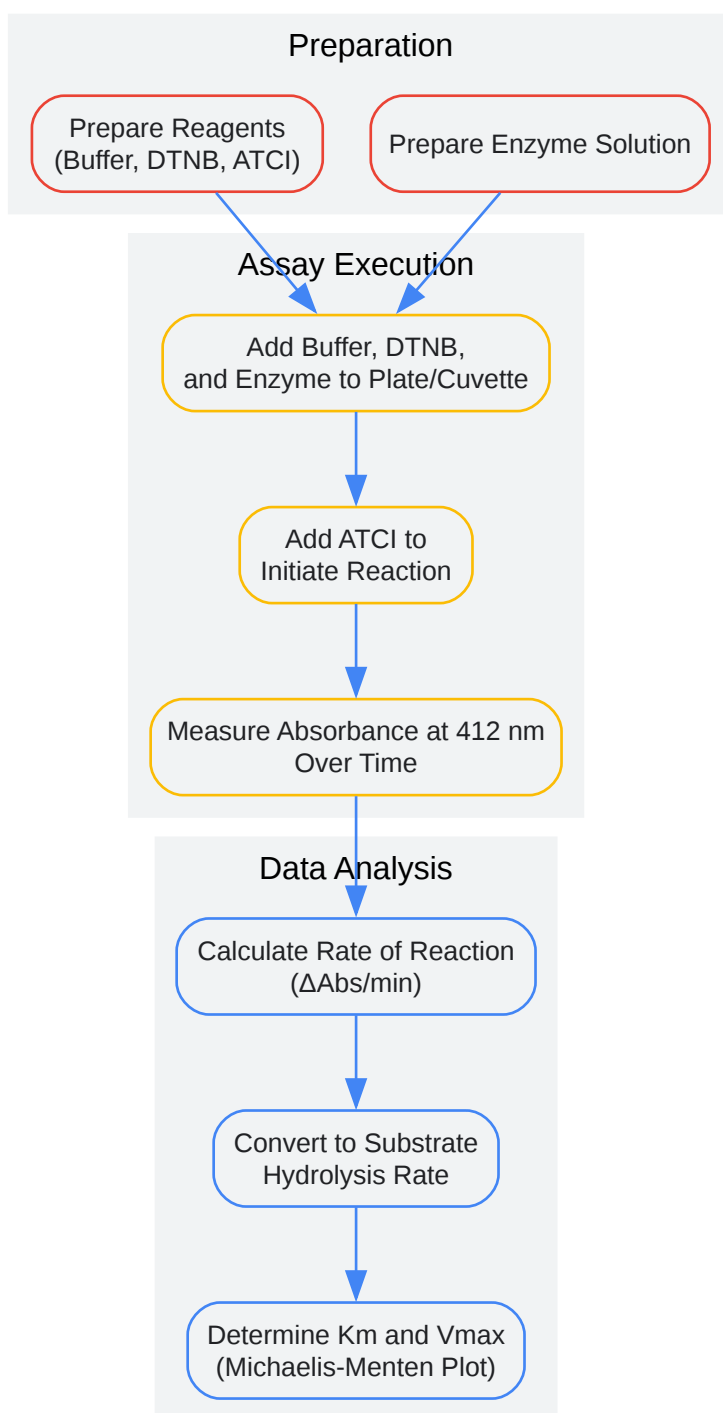 Preparation
Prepare Reagents
(Buffer, DTNB, ATCI)
Prepare Enzyme Solution
Assay Execution
Add Buffer, DTNB,
and Enzyme to Plate/Cuvette
Add ATCI to
Initiate Reaction
Measure Absorbance at 412 nm
Over Time
Data Analysis
Calculate Rate of Reaction
(ΔAbs/min)
Convert to Substrate
Hydrolysis Rate
Determine Km and Vmax
(Michaelis-Menten Plot)